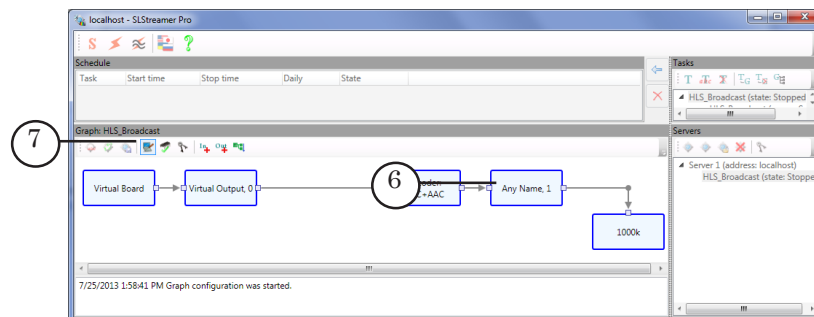 localhost - SLStreamer Pro
Schedule
Task Start time Stop time Daily State
Tasks
HLS_Broadcast (state: Stopped
Graph: HLS_Broadcast
7
Servers
Server 1 (address: localhost)
HLS_Broadcast (state: Stoppe
Virtual Board
Virtual Output, 0
6
C+AAC
Any Name, 1
1000k
7/25/2013 1:58:41 PM Graph configuration was started.